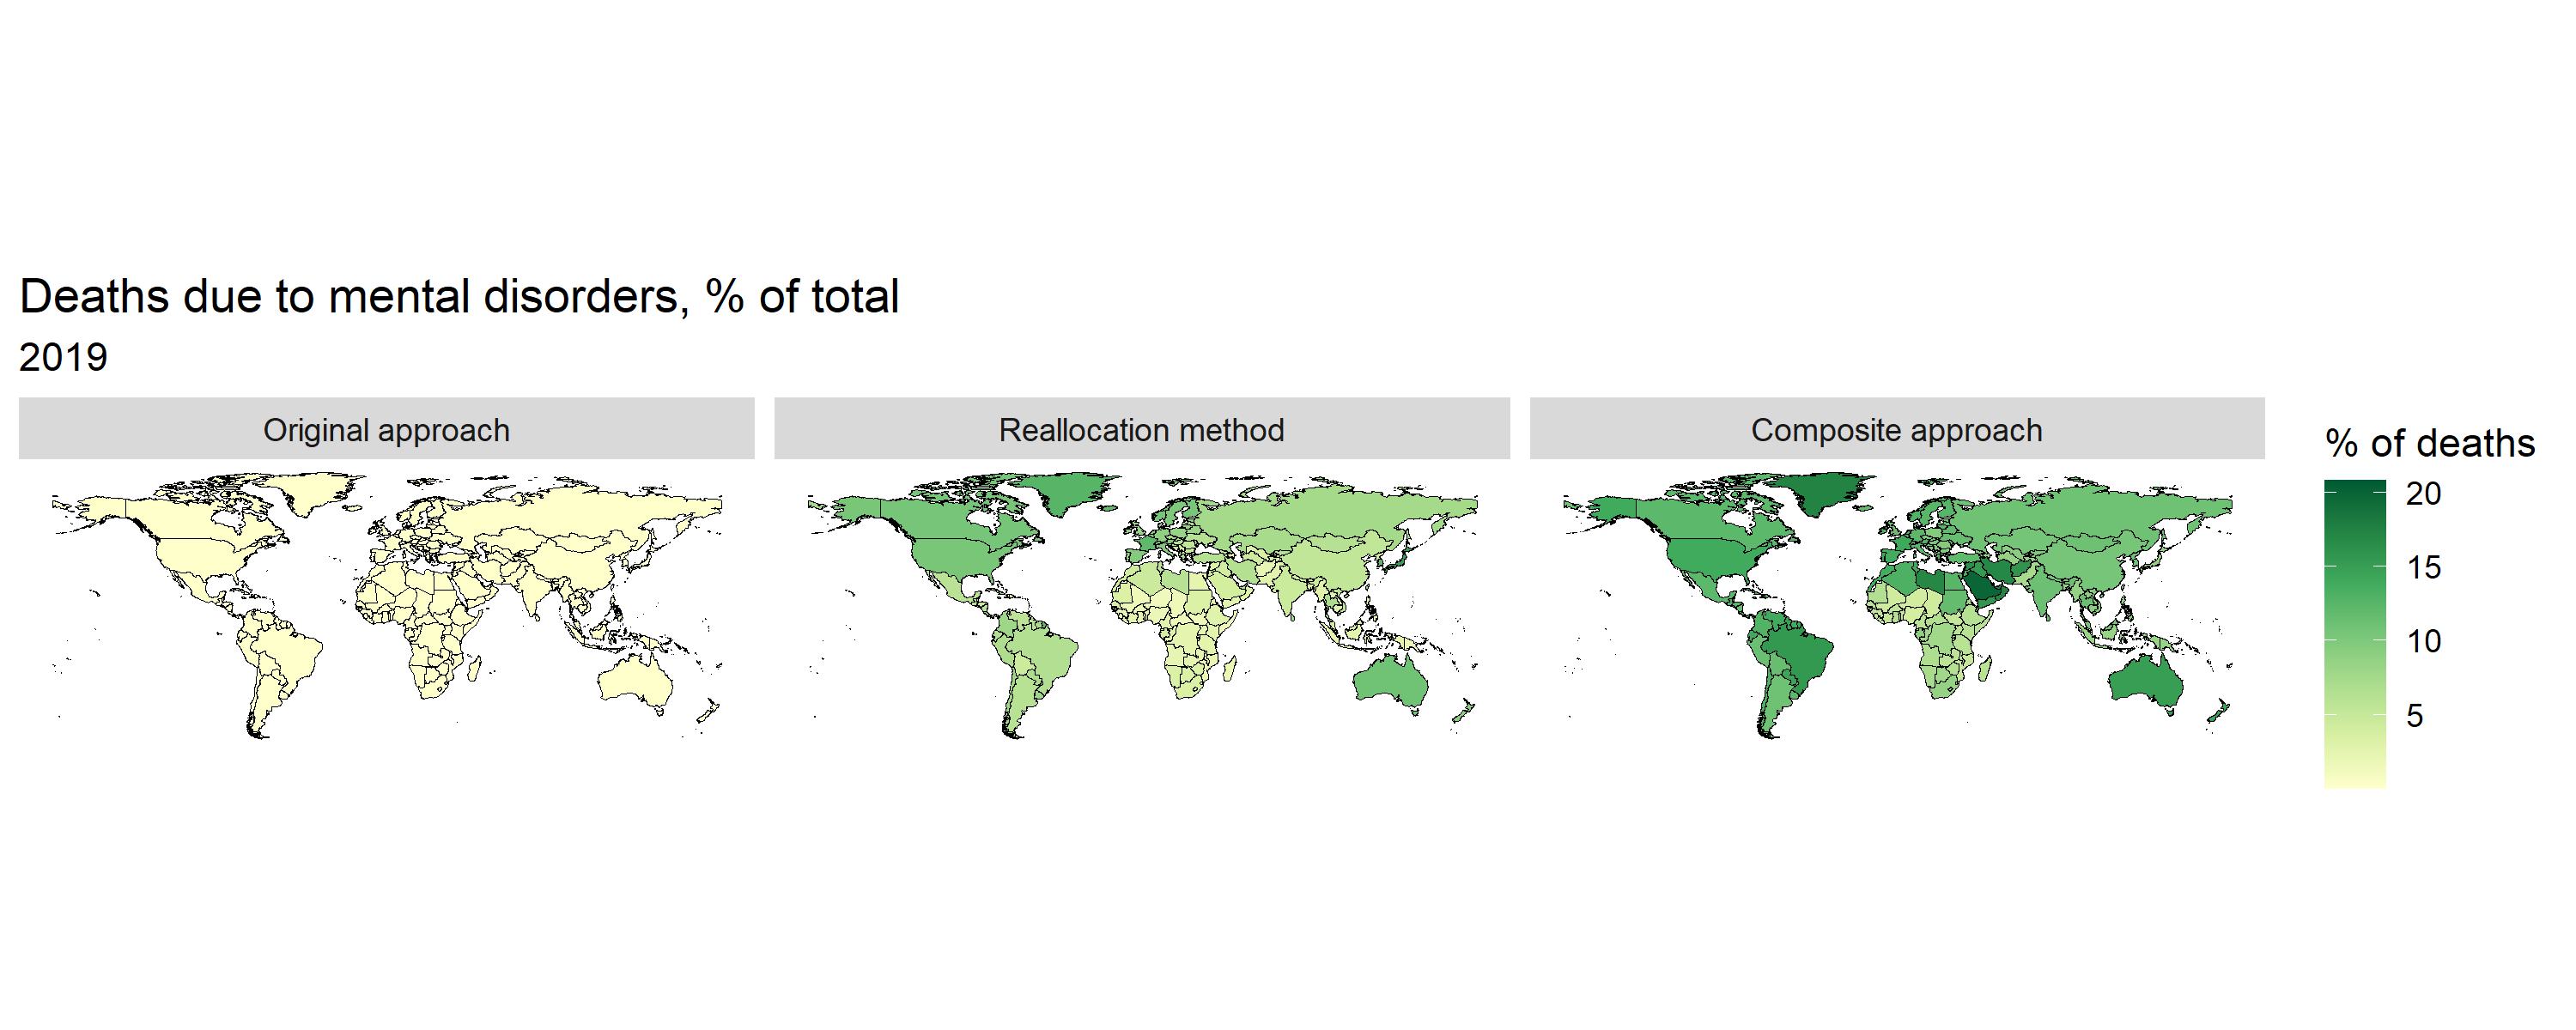 Deaths due to mental disorders, % of total
2019
Original approach
Reallocation method
Composite approach
% of deaths
20
15
10
5